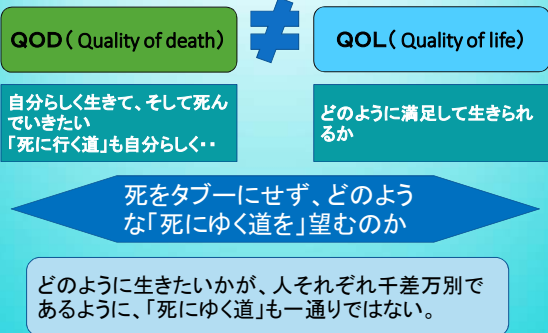 QOD( Quality of death)
≠
QOL( Quality of life)
自分らしく生きて、そして死ん
でいきたい
「死に行く道」も自分らしく・・
どのように満足して生きられ
るか
死をタブーにせず、どのよう
な「死にゆく道を」望むのか
どのように生きたいかが、人それぞれ千差万別で
あるように、「死にゆく道」も一通りではない。